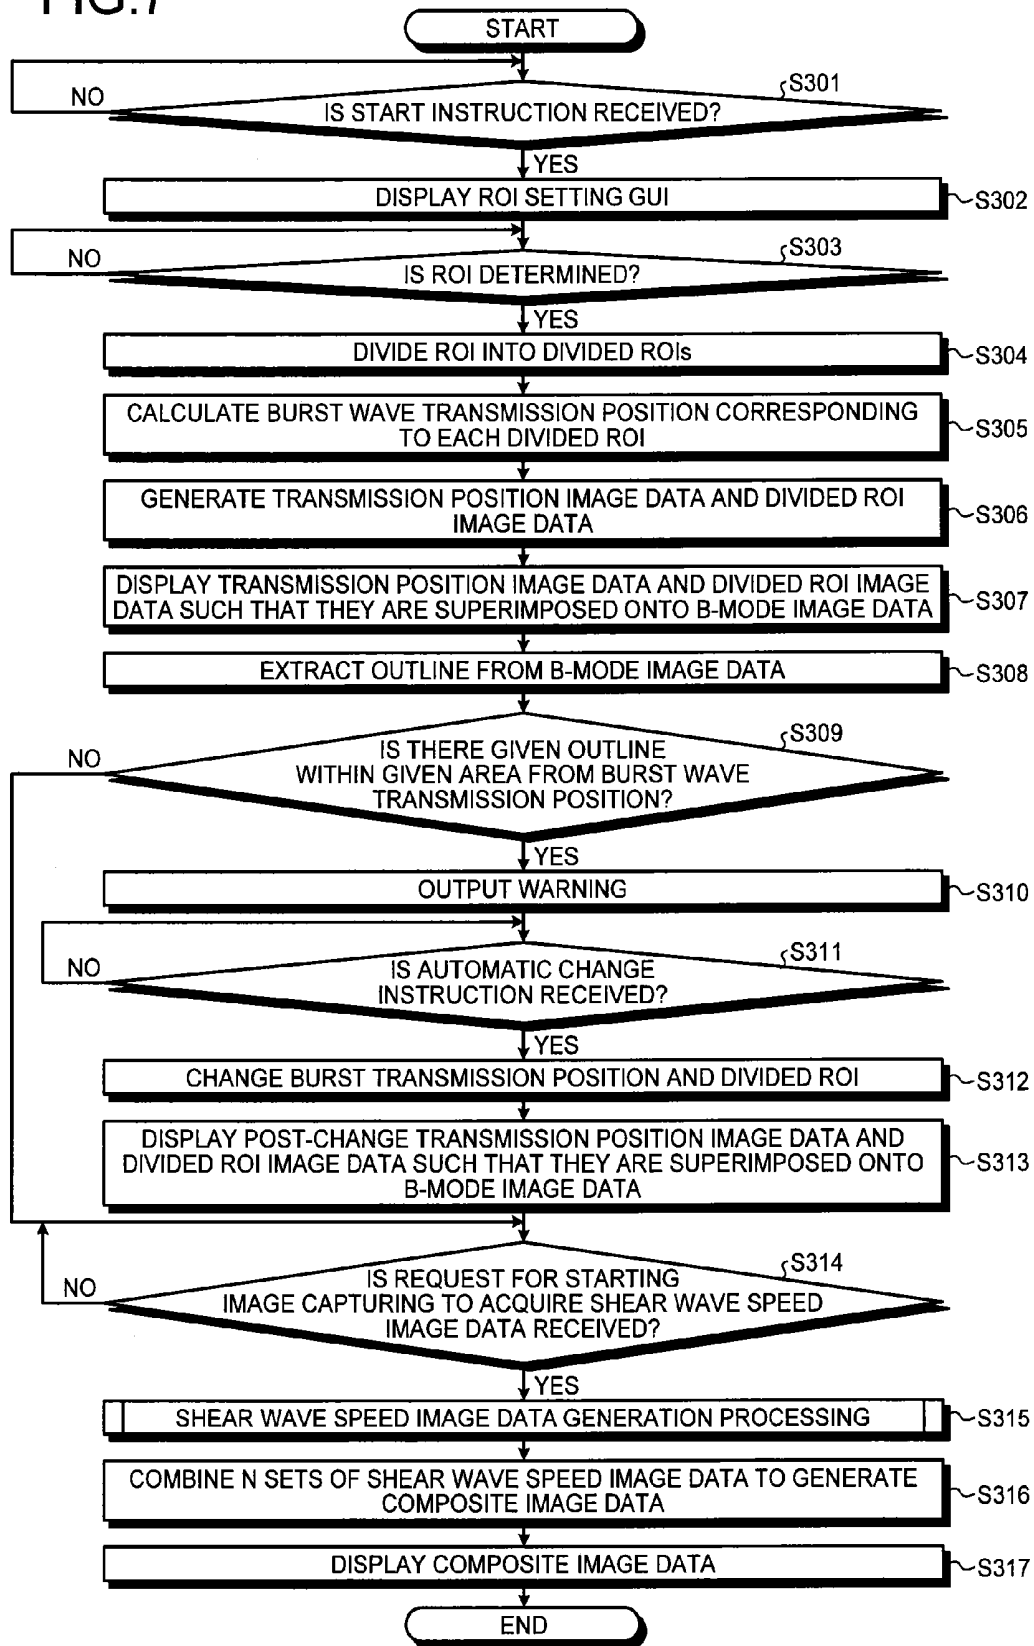 FIG.7
START
S301
NO
IS START INSTRUCTION RECEIVED?
YES
DISPLAY ROI SETTING GUI
S302
S303
NO
IS ROI DETERMINED?
YES
DIVIDE ROI INTO DIVIDED ROIs
S304
CALCULATE BURST WAVE TRANSMISSION POSITION CORRESPONDING
TO EACH DIVIDED ROI
S305
GENERATE TRANSMISSION POSITION IMAGE DATA AND DIVIDED ROI
IMAGE DATA
S306
DISPLAY TRANSMISSION POSITION IMAGE DATA AND DIVIDED ROI IMAGE
DATA SUCH THAT THEY ARE SUPERIMPOSED ONTO B-MODE IMAGE DATA
S307
EXTRACT OUTLINE FROM B-MODE IMAGE DATA
S308
S309
NO
IS THERE GIVEN OUTLINE
WITHIN GIVEN AREA FROM BURST WAVE
TRANSMISSION POSITION?
YES
OUTPUT WARNING
S310
S311
NO
IS AUTOMATIC CHANGE
INSTRUCTION RECEIVED?
YES
CHANGE BURST TRANSMISSION POSITION AND DIVIDED ROI
S312
DISPLAY POST-CHANGE TRANSMISSION POSITION IMAGE DATA AND
DIVIDED ROI IMAGE DATA SUCH THAT THEY ARE SUPERIMPOSED ONTO
B-MODE IMAGE DATA
S313
S314
NO
IS REQUEST FOR STARTING
IMAGE CAPTURING TO ACQUIRE SHEAR WAVE SPEED
IMAGE DATA RECEIVED?
YES
SHEAR WAVE SPEED IMAGE DATA GENERATION PROCESSING
S315
COMBINE N SETS OF SHEAR WAVE SPEED IMAGE DATA TO GENERATE
COMPOSITE IMAGE DATA
S316
DISPLAY COMPOSITE IMAGE DATA
S317
END